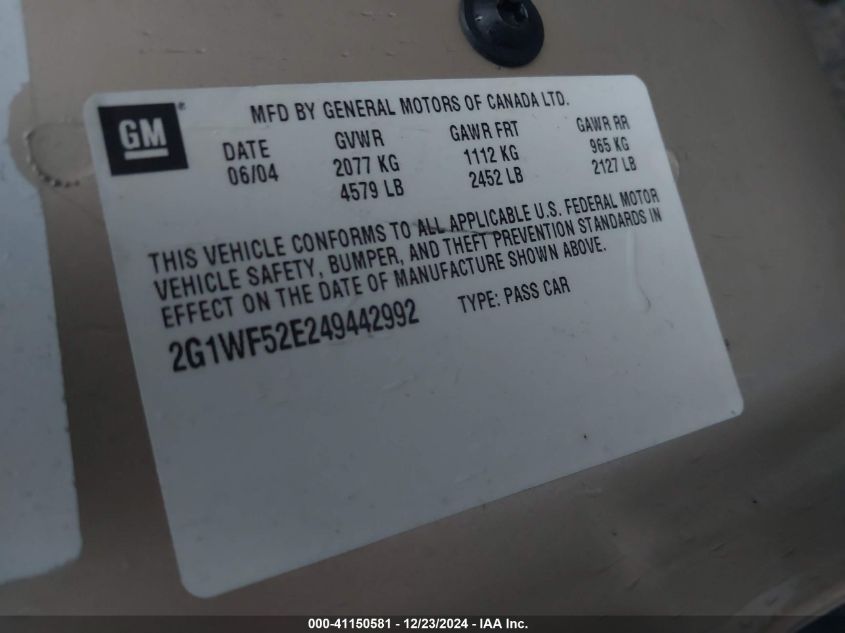 GM®
MFD BY GENERAL MOTORS OF CANADA LTD.
DATE GVWR GAWR FRT GAWR RR
06/04 2077 KG 1112 KG 965 KG
4579 LB 2452 LB 2127 LB
THIS VEHICLE CONFORMS TO ALL APPLICABLE U.S. FEDERAL MOTOR
VEHICLE SAFETY, BUMPER, AND THEFT PREVENTION STANDARDS IN
EFFECT ON THE DATE OF MANUFACTURE SHOWN ABOVE.
2G1WF52E249442992 TYPE: PASS CAR
000-41150581 - 12/23/2024 - IAA Inc.